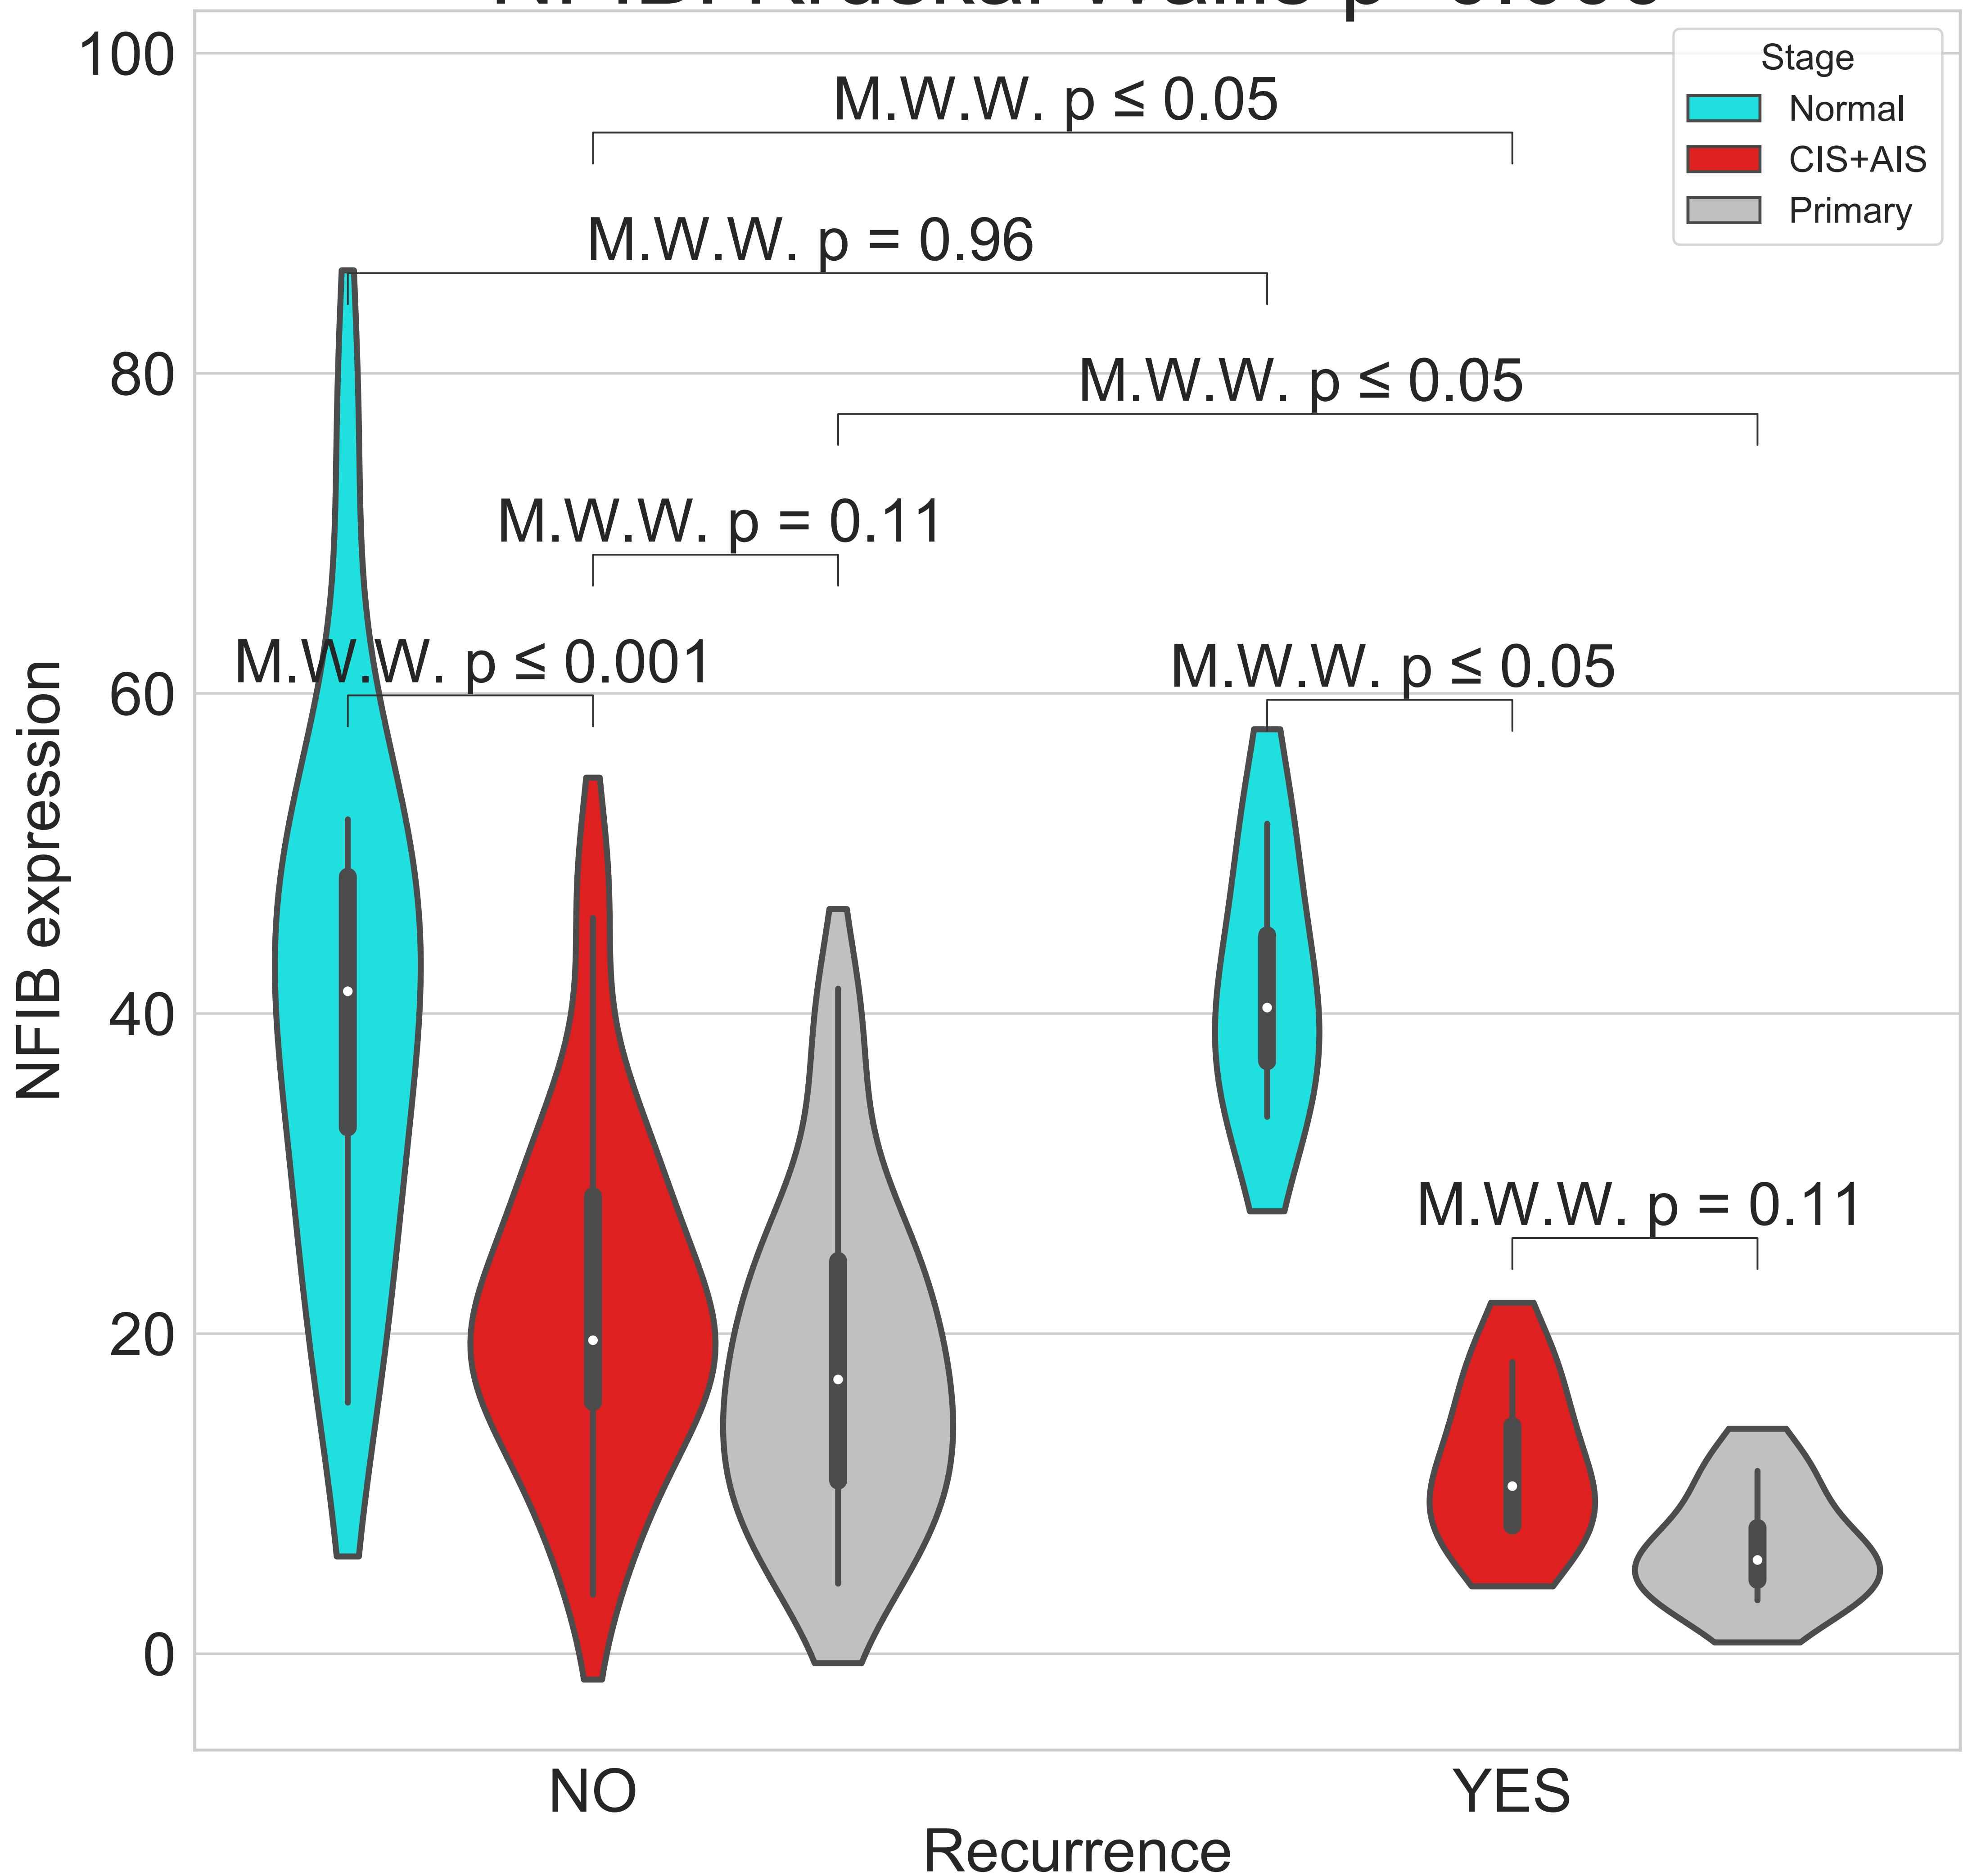 100
Stage
Normal
CIS+AIS
Primary
M.W.W. p ≤ 0.05
M.W.W. p = 0.96
80
M.W.W. p ≤ 0.05
M.W.W. p = 0.11
M.W.W. p ≤ 0.001
M.W.W. p ≤ 0.05
60
NFIB expression
40
M.W.W. p = 0.11
20
0
NO
YES
Recurrence